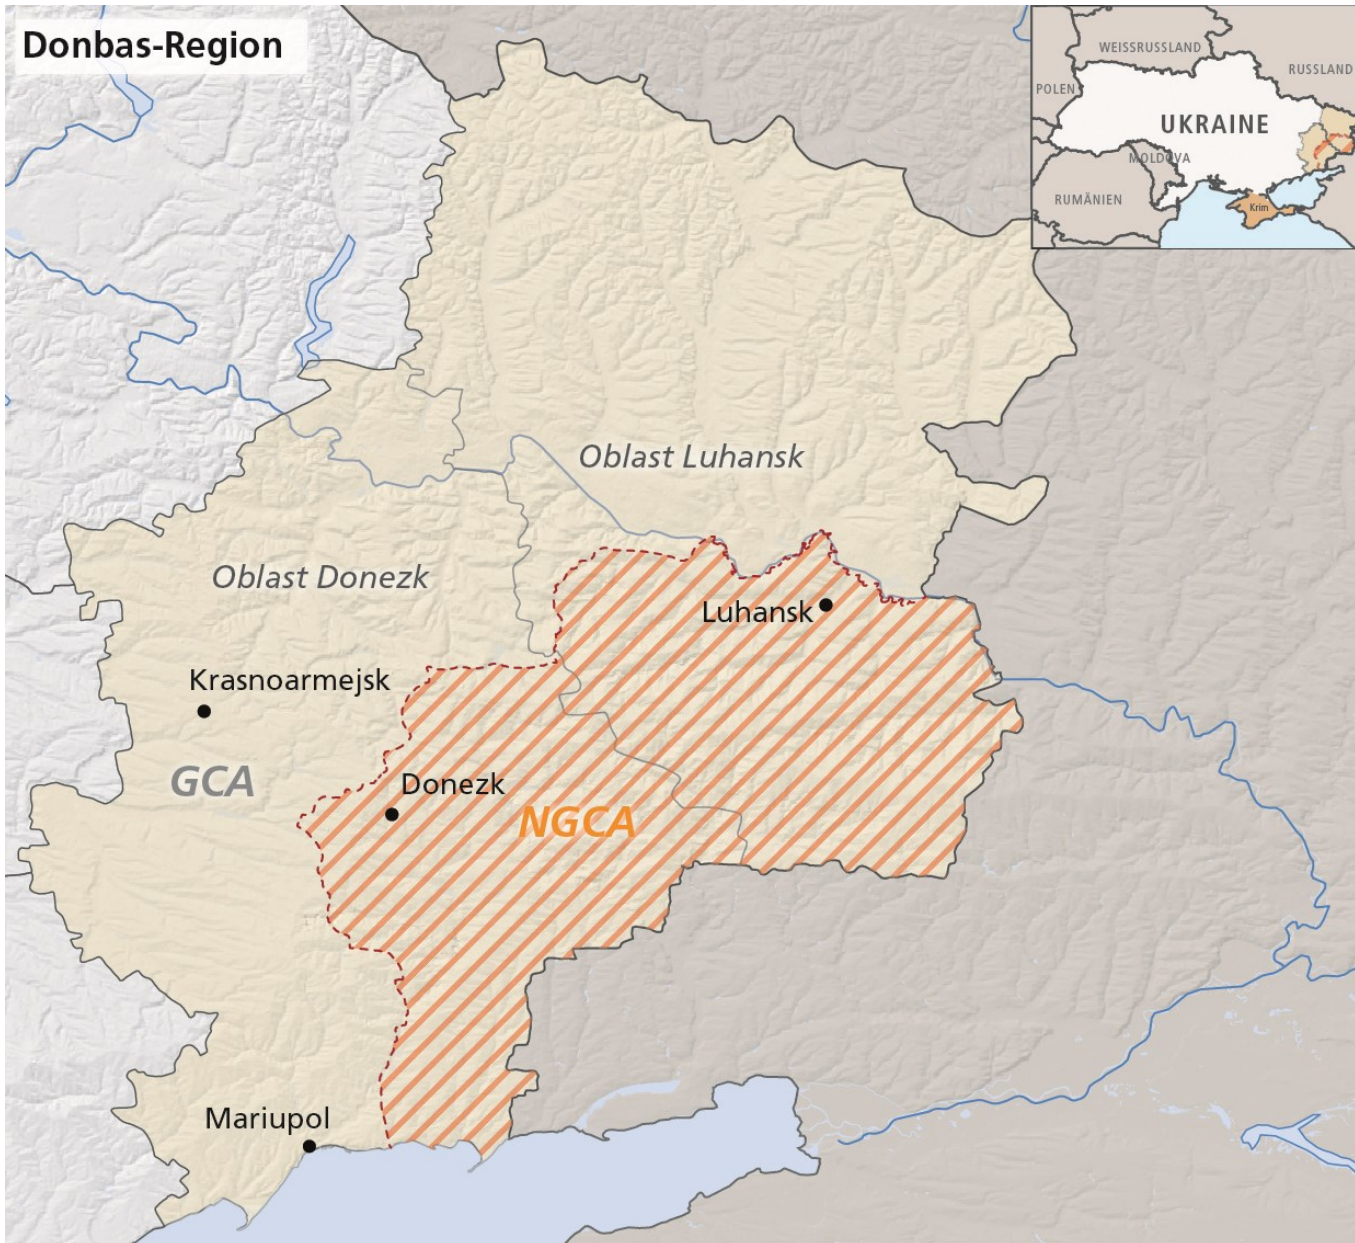 Donbas-Region
WEISSRUSSLAND
RUSSLAND
POLEN
UKRAINE
MOLDOVA
RUMÄNIEN
Krim
Oblast Luhansk
Oblast Donezk
Luhansk
Krasnoarmejsk
GCA
Donezk
NGCA
Mariupol